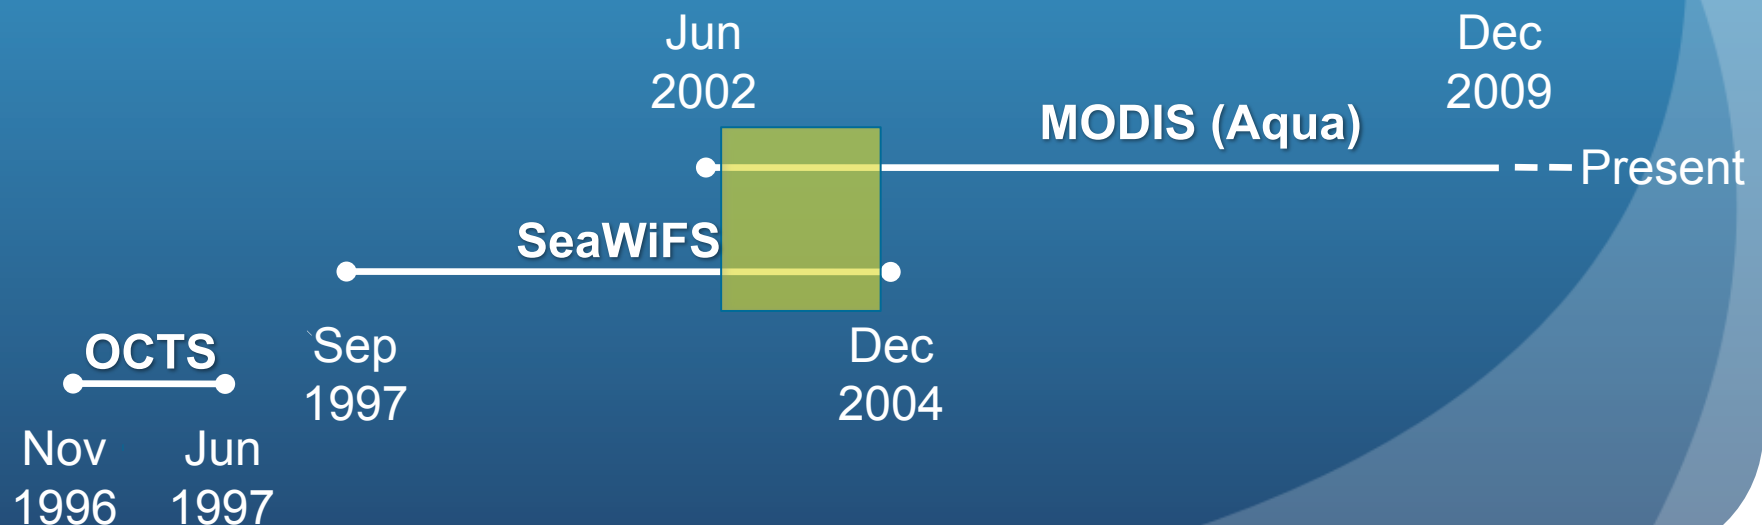 Jun
2002
Dec
2009
MODIS (Aqua)
Present
SeaWiFS
OCTS
`Sep
1997
Dec
2004
Nov
1996
Jun
1997